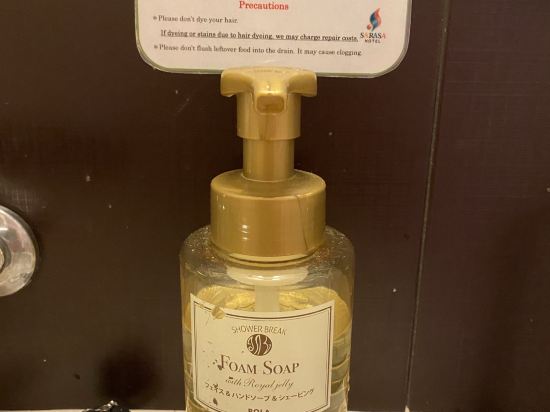 Precautions
※Please don't dye your hair.
If dyeing or stains due to hair dyeing, we may charge repair costs.
SARASA
HOTEL
※Please don't flush leftover food into the drain. It may cause clogging.
SHOWER BREAK
SB
FOAM SOAP
with Royal jelly
フェイス&ハンドソープ&シェービング
POLA